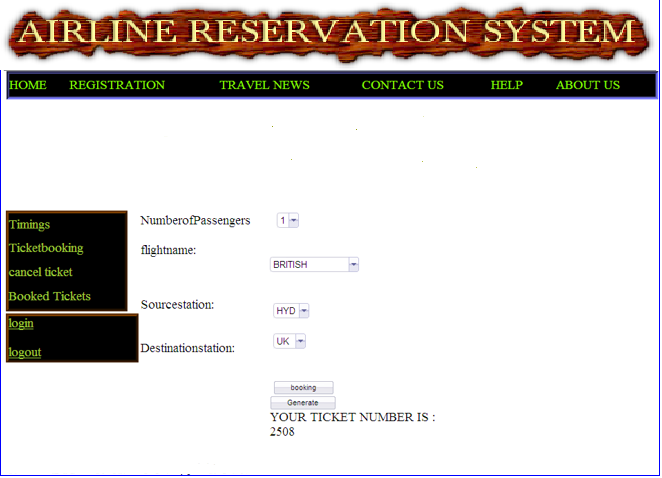 AIRLINE RESERVATION SYSTEM
HOME REGISTRATION TRAVEL NEWS CONTACT US HELP ABOUT US
Timings
Ticketbooking
cancel ticket
Booked Tickets
login
logout
NumberofPassengers 1
flightname:
BRITISH
Sourcestation:
HYD
Destinationstation:
UK
booking
Generate
YOUR TICKET NUMBER IS :
2508